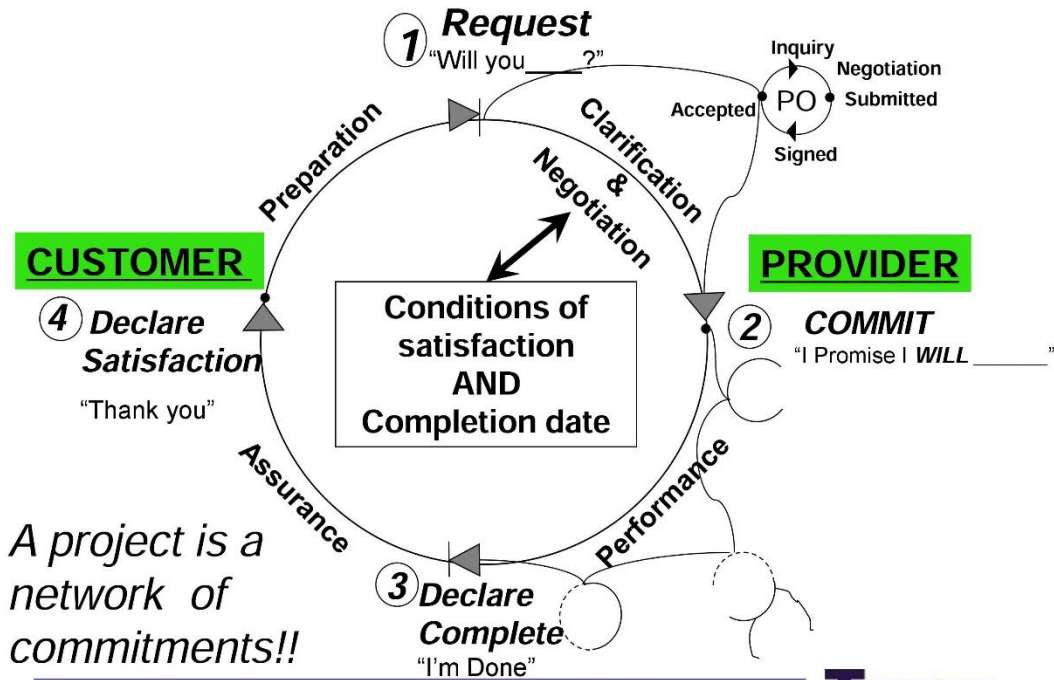 1 Request
“Will you____?”
Inquiry
Negotiation
Accepted
PO
Submitted
Signed
Preparation
Clarification
&
Negotiation
CUSTOMER
PROVIDER
4 Declare
Satisfaction
“Thank you”
Conditions of
satisfaction
AND
Completion date
2 COMMIT
“I Promise I WILL ______”
Assurance
Performance
3 Declare
Complete
“I'm Done”
A project is a
network of
commitments!!